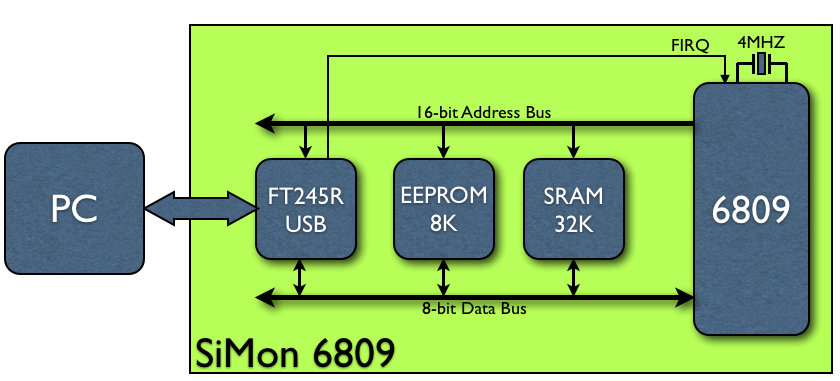 FIRQ
4MHZ
16-bit Address Bus
PC
FT245R
USB
EEPROM
8K
SRAM
32K
6809
8-bit Data Bus
SiMon 6809